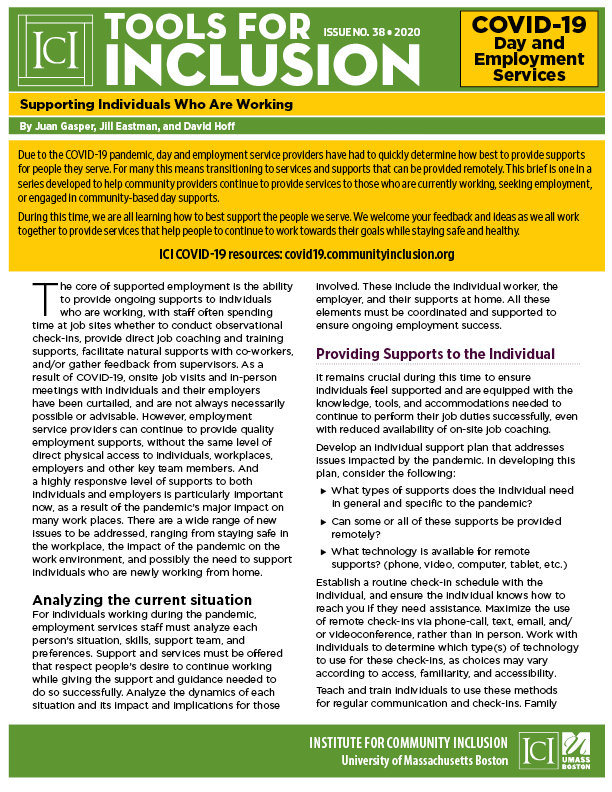 ICI
TOOLS FOR
ISSUE NO. 38 • 2020
INCLUSION
COVID-19
Day and
Employment
Services
Supporting Individuals Who Are Working
By Juan Gasper, Jill Eastman, and David Hoff
Due to the COVID-19 pandemic, day and employment service providers have had to quickly determine how best to provide supports
for people they serve. For many this means transitioning to services and supports that can be provided remotely. This brief is one in a
series developed to help community providers continue to provide services to those who are currently working, seeking employment,
or engaged in community-based day supports.
During this time, we are all learning how to best support the people we serve. We welcome your feedback and ideas as we all work
together to provide services that help people to continue to work towards their goals while staying safe and healthy.
ICI COVID-19 resources: covid19.communityinclusion.org
The core of supported employment is the ability
to provide ongoing supports to individuals
who are working, with staff often spending
time at job sites whether to conduct observational
check-ins, provide direct job coaching and training
supports, facilitate natural supports with co-workers,
and/or gather feedback from supervisors. As a
result of COVID-19, onsite job visits and in-person
meetings with individuals and their employers
have been curtailed, and are not always necessarily
possible or advisable. However, employment
service providers can continue to provide quality
employment supports, without the same level of
direct physical access to individuals, workplaces,
employers and other key team members. And
a highly responsive level of supports to both
individuals and employers is particularly important
now, as a result of the pandemic's major impact on
many work places. There are a wide range of new
issues to be addressed, ranging from staying safe in
the workplace, the impact of the pandemic on the
work environment, and possibly the need to support
individuals who are newly working from home.
Analyzing the current situation
For individuals working during the pandemic,
employment services staff must analyze each
person's situation, skills, support team, and
preferences. Support and services must be offered
that respect people's desire to continue working
while giving the support and guidance needed to
do so successfully. Analyze the dynamics of each
situation and its impact and implications for those
involved. These include the individual worker, the
employer, and their supports at home. All these
elements must be coordinated and supported to
ensure ongoing employment success.
Providing Supports to the Individual
It remains crucial during this time to ensure
individuals feel supported and are equipped with the
knowledge, tools, and accommodations needed to
continue to perform their job duties successfully, even
with reduced availability of on-site job coaching.
Develop an individual support plan that addresses
issues impacted by the pandemic. In developing this
plan, consider the following:
▶ What types of supports does the individual need
in general and specific to the pandemic?
▶ Can some or all of these supports be provided
remotely?
▶ What technology is available for remote
supports? (phone, video, computer, tablet, etc.)
Establish a routine check-in schedule with the
individual, and ensure the individual knows how to
reach you if they need assistance. Maximize the use
of remote check-ins via phone-call, text, email, and/
or videoconference, rather than in person. Work with
individuals to determine which type(s) of technology
to use for these check-ins, as choices may vary
according to access, familiarity, and accessibility.
Teach and train individuals to use these methods
for regular communication and check-ins. Family
INSTITUTE FOR COMMUNITY INCLUSION
University of Massachusetts Boston
ICI
UMASS
BOSTON